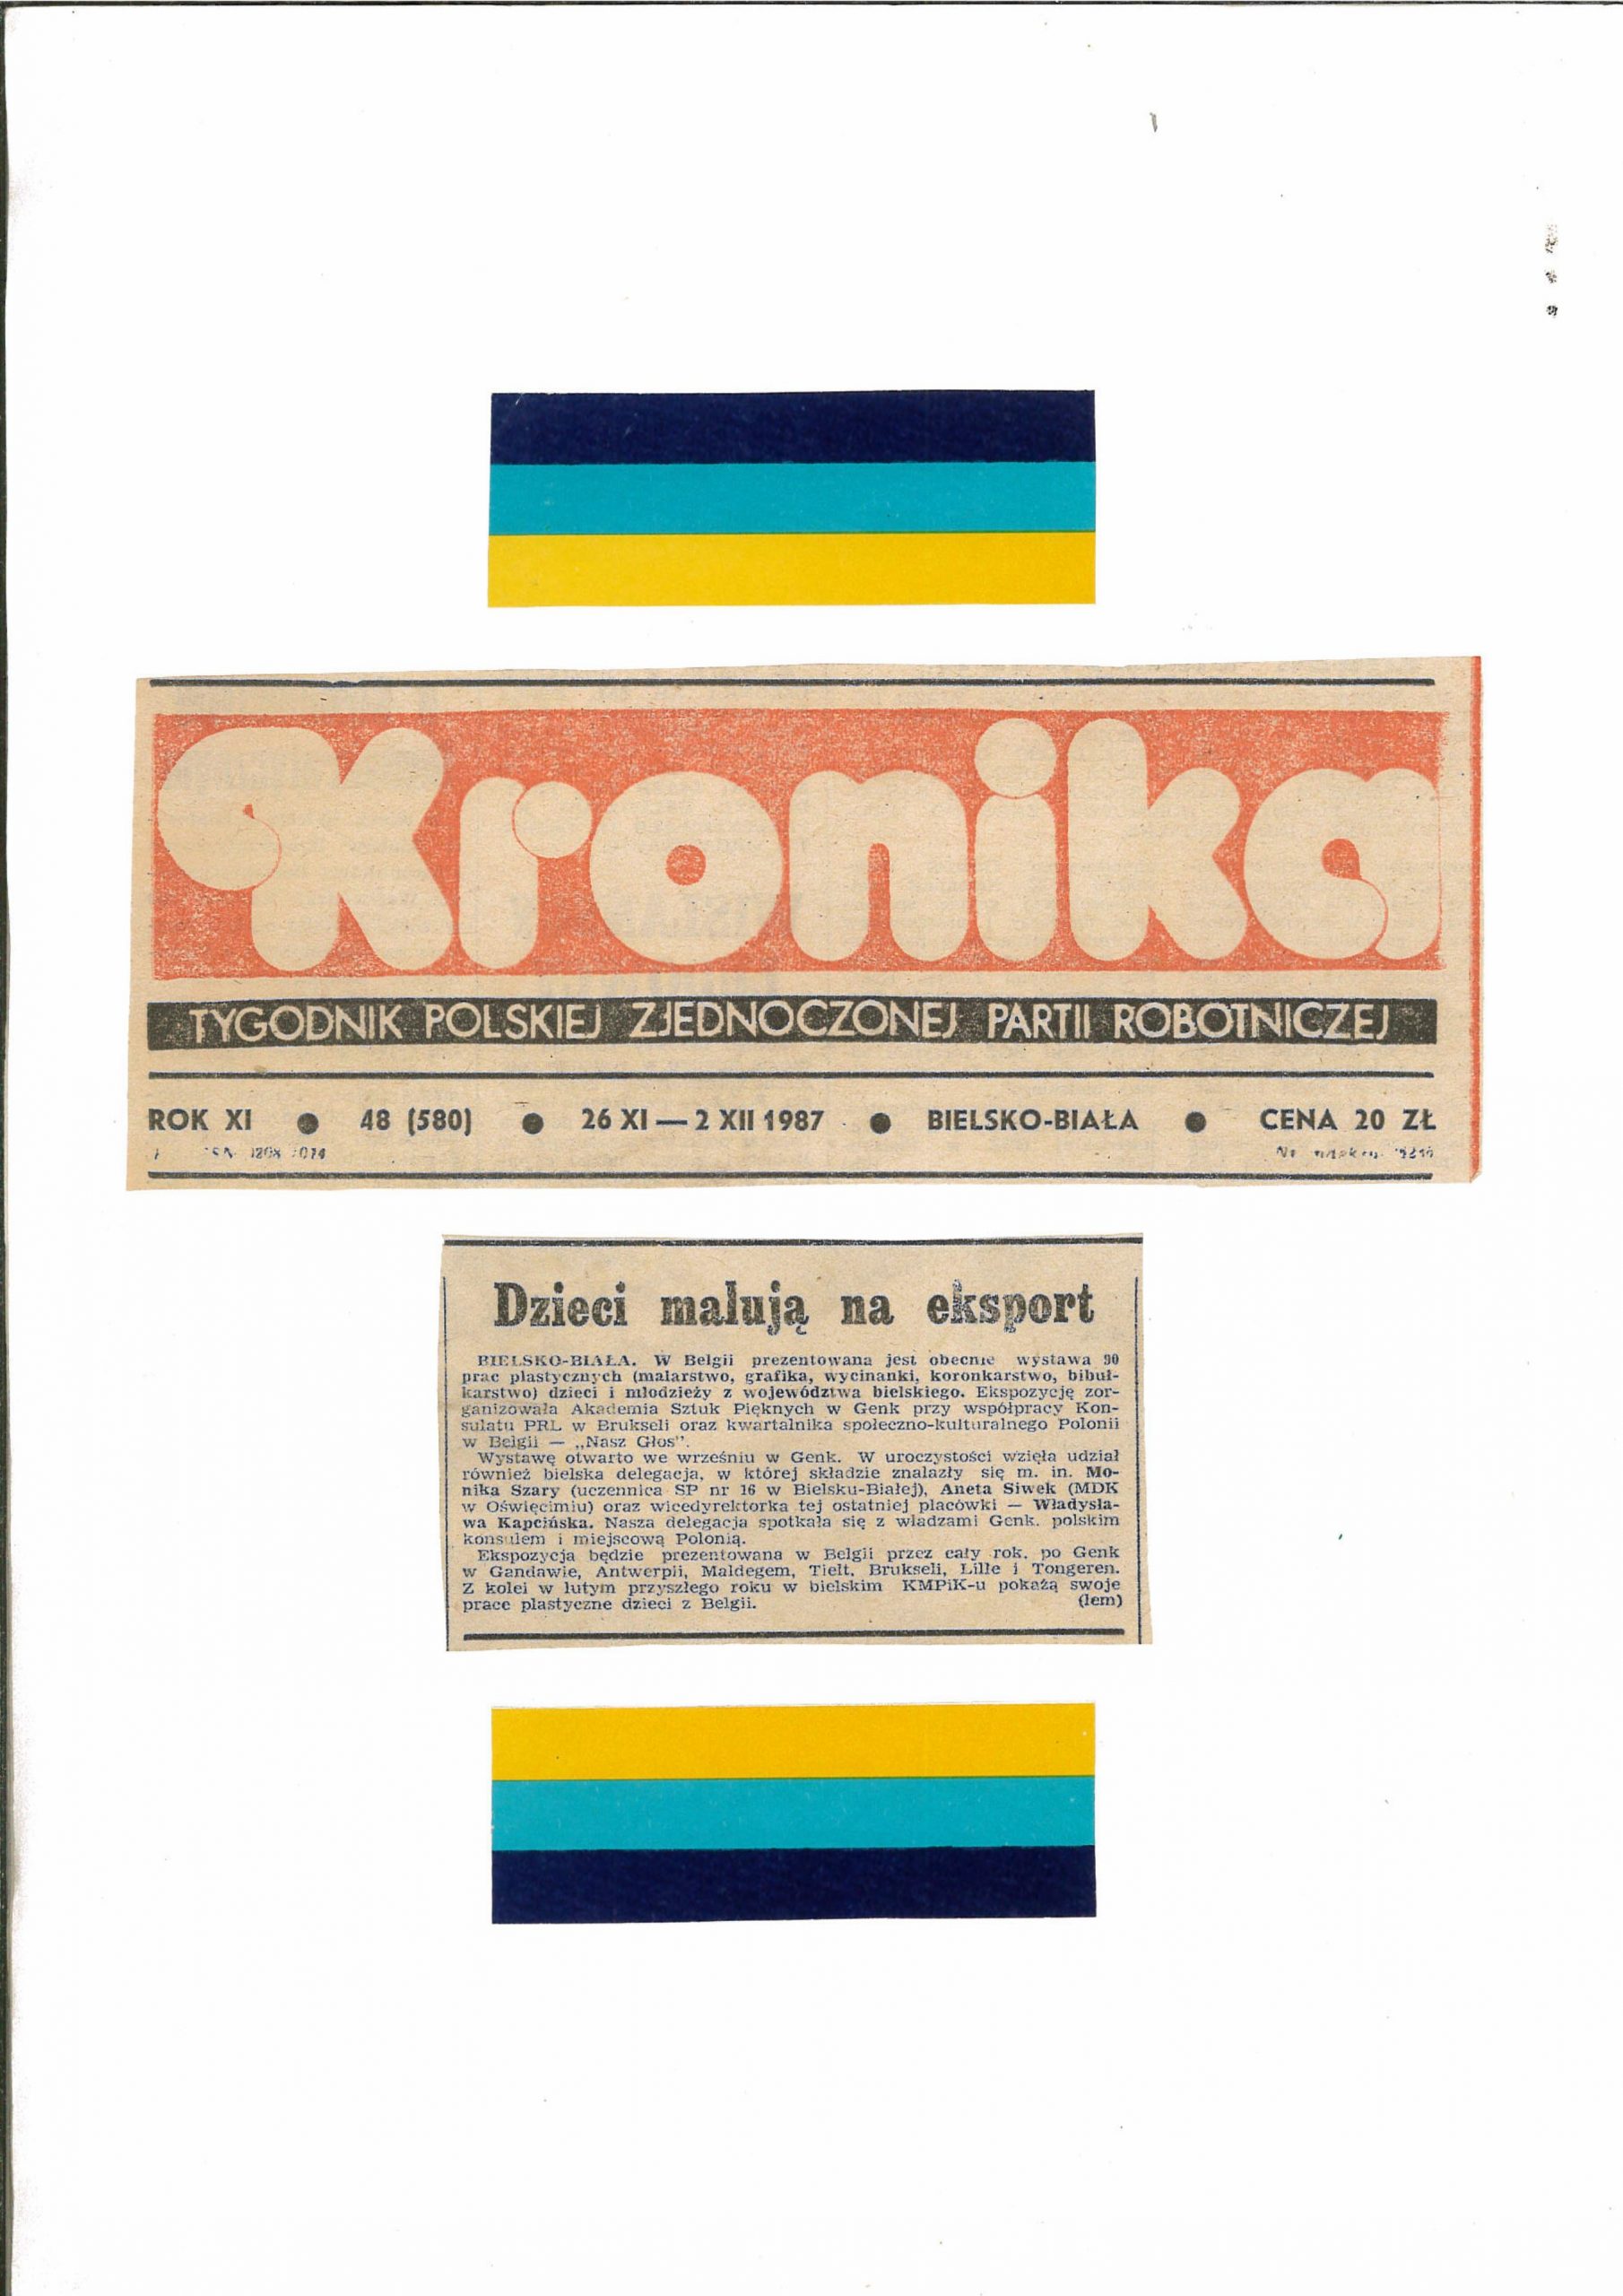 Kronika
TYGODNIK POLSKIEJ ZJEDNOCZONEJ PARTII ROBOTNICZEJ
ROK XI ● 48 (580) ● 26 XI — 2 XII 1987 ● BIELSKO-BIAŁA ● CENA 20 ZŁ
Dzieci malują na eksport
BIELSKO-BIAŁA. W Belgii prezentowana jest obecnie wystawa 90
prac plastycznych (malarstwo, grafika, wycinanki, koronkarstwo, bibuł-
karstwo) dzieci i młodzieży z województwa bielskiego. Ekspozycję zor-
ganizowała Akademia Sztuk Pięknych w Genk przy współpracy Kon-
sulatu PRL w Brukseli oraz kwartalnika społeczno-kulturalnego Polonii
w Belgii — „Nasz Głos”.
Wystawę otwarto we wrześniu w Genk. W uroczystości wzięła udział
również bielska delegacja, w której składzie znalazły się m. in. Mo-
nika Szary (uczennica SP nr 16 w Bielsku-Białej), Aneta Siwek (MDK
w Oświęcimiu) oraz wicedyrektorka tej ostatniej placówki — Władysła-
wa Kapcińska. Nasza delegacja spotkała się z władzami Genk. polskim
konsulem i miejscową Polonią.
Ekspozycja będzie prezentowana w Belgii przez cały rok. po Genk
w Gandawie, Antwerpii, Maldegem, Tielt, Brukseli, Lille i Tongeren.
Z kolei w lutym przyszłego roku w bielskim KMPiK-u pokażą swoje
prace plastyczne dzieci z Belgii. (lem)